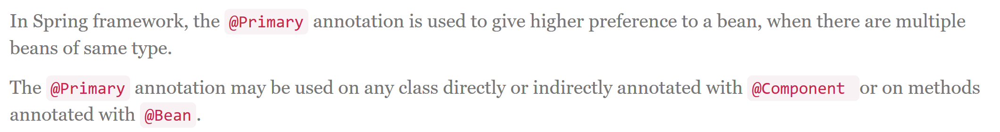 In Spring framework, the @Primary annotation is used to give higher preference to a bean, when there are multiple
beans of same type.
The @Primary annotation may be used on any class directly or indirectly annotated with @Component or on methods
annotated with @Bean.